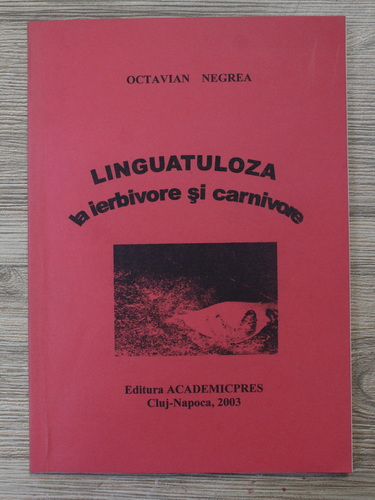 OCTAVIAN NEGREA
LINGUATULOZA
la ierbivore şi carnivore
Editura ACADEMICPRES
Cluj-Napoca, 2003